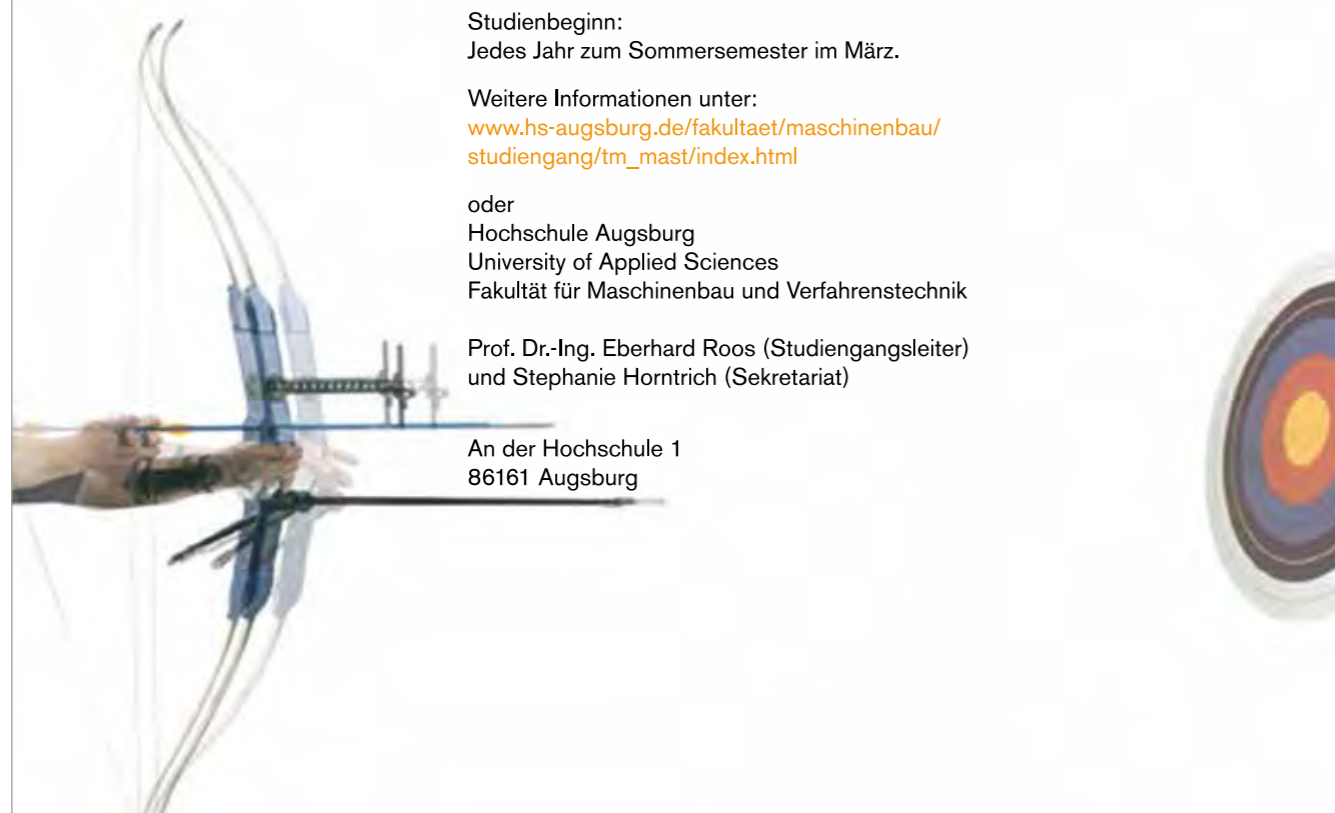 Studienbeginn:
Jedes Jahr zum Sommersemester im März.
Weitere Informationen unter:
www.hs-augsburg.de/fakultaet/maschinenbau/
studiengang/tm_mast/index.html
oder
Hochschule Augsburg
University of Applied Sciences
Fakultät für Maschinenbau und Verfahrenstechnik
Prof. Dr.-Ing. Eberhard Roos (Studiengangsleiter)
und Stephanie Horntrich (Sekretariat)
An der Hochschule 1
86161 Augsburg